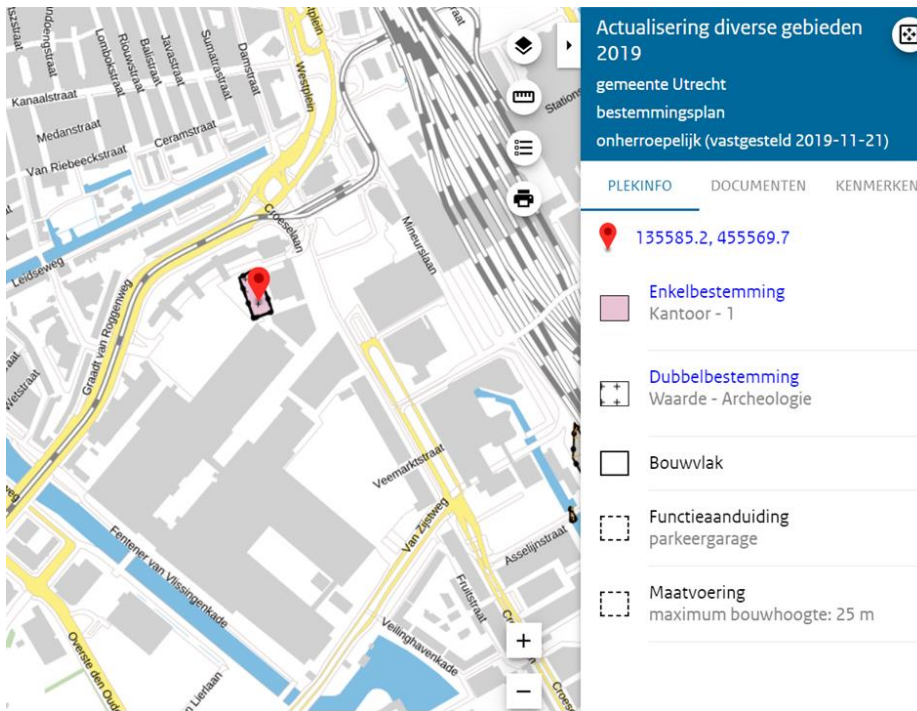 Kanaalstraat
Lombokstraat
Riouwstraat
Balistraat
Javastraat
Sumatrastraat
Damstraat
Westplein
Medanstraat
Ceramstraat
Van Riebeeckstraat
Leidseweg
Croeselaan
Mineurslaan
Graadt van Roggenweg
Veemarktstraat
Van Zijstweg
Asselijnstraat
Fruitstraat
Fentener van Vlissingenkade
Veilinghavenkade
+
−
Actualisering diverse gebieden
2019
gemeente Utrecht
bestemmingsplan
onherroepelijk (vastgesteld 2019-11-21)
PLEKINFO DOCUMENTEN KENMERKEN
135585.2, 455569.7
Enkelbestemming
Kantoor - 1
Dubbelbestemming
Waarde - Archeologie
Bouwvlak
Functieaanduiding
parkeergarage
Maatvoering
maximum bouwhoogte: 25 m